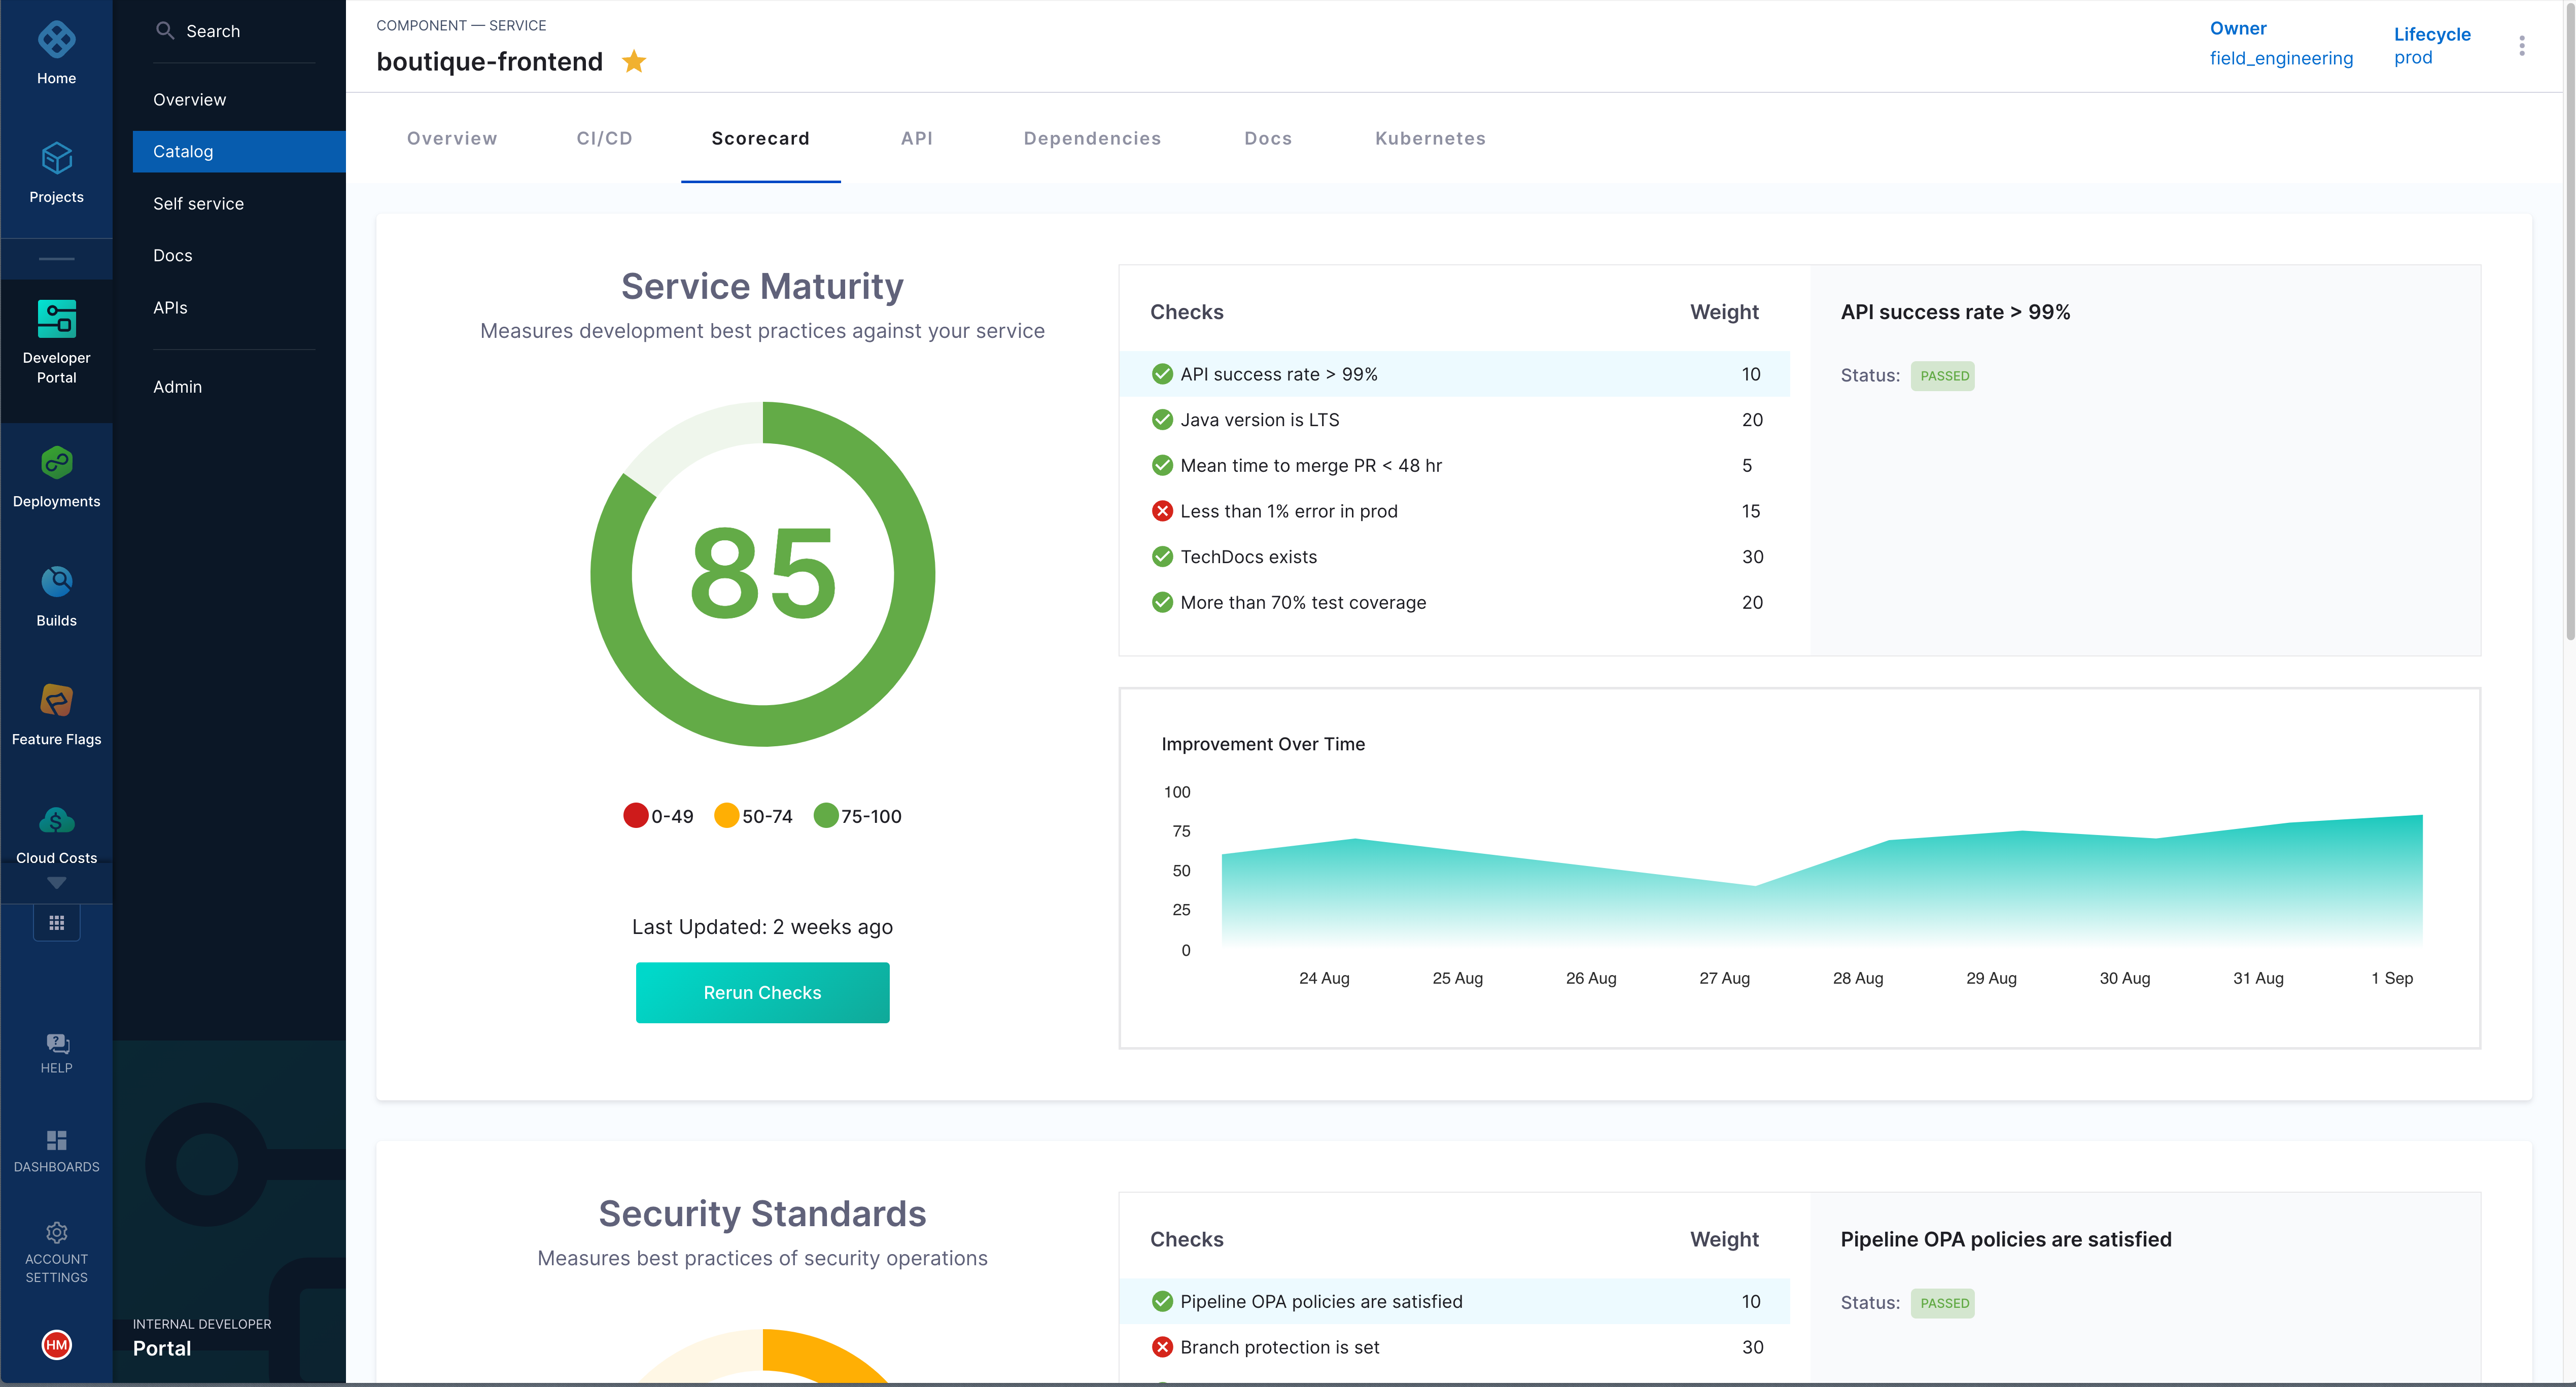 Home
Projects
Developer
Portal
Deployments
Builds
Feature Flags
Cloud Costs
HELP
DASHBOARDS
ACCOUNT
SETTINGS
HM
Search
Overview
Catalog
Self service
Docs
APIs
Admin
INTERNAL DEVELOPER
Portal
COMPONENT — SERVICE
boutique-frontend
Owner
field_engineering
Lifecycle
prod
Overview CI/CD Scorecard API Dependencies Docs Kubernetes
Service Maturity
Measures development best practices against your service
85
0-49 50-74 75-100
Last Updated: 2 weeks ago
Rerun Checks
Checks Weight
API success rate > 99% 10
Java version is LTS 20
Mean time to merge PR < 48 hr 5
Less than 1% error in prod 15
TechDocs exists 30
More than 70% test coverage 20
API success rate > 99%
Status: PASSED
Improvement Over Time
100
75
50
25
0
24 Aug 25 Aug 26 Aug 27 Aug 28 Aug 29 Aug 30 Aug 31 Aug 1 Sep
Security Standards
Measures best practices of security operations
Checks Weight
Pipeline OPA policies are satisfied 10
Branch protection is set 30
Pipeline OPA policies are satisfied
Status: PASSED